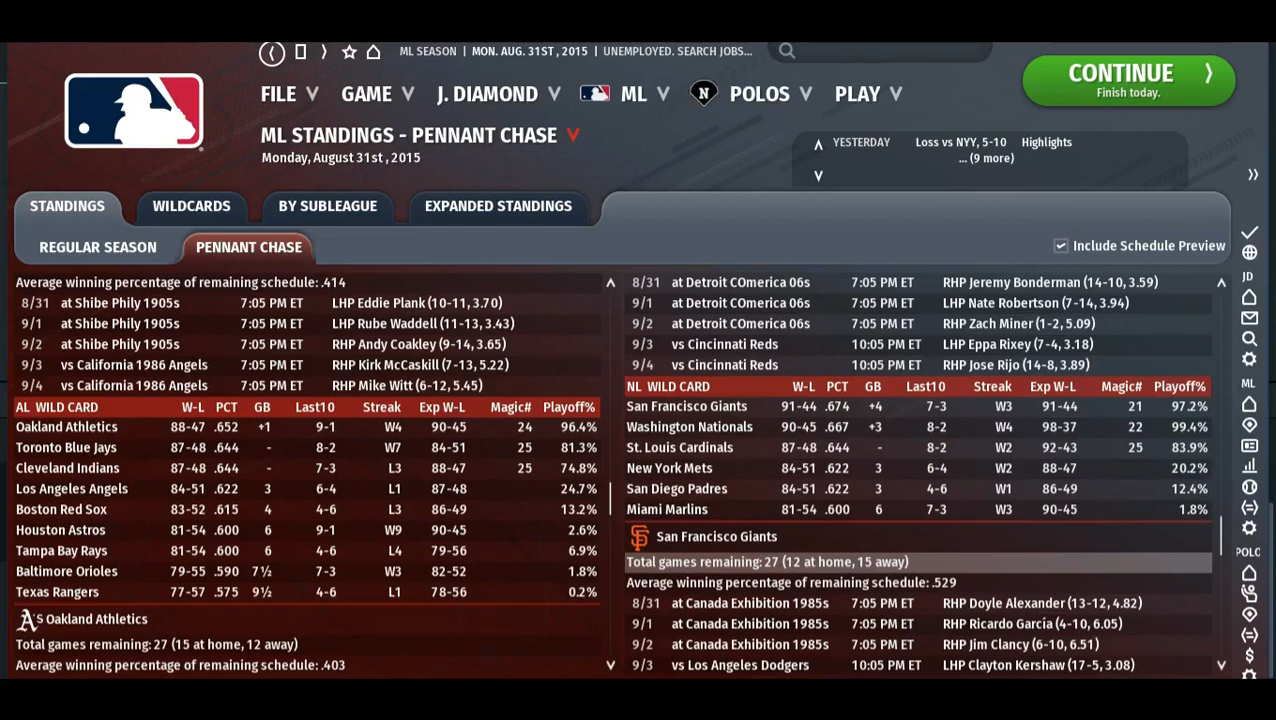 ML SEASON | MON. AUG. 31ST , 2015 | UNEMPLOYED. SEARCH JOBS...
CONTINUE
Finish today.
FILE GAME J. DIAMOND ML N POLOS PLAY
ML STANDINGS - PENNANT CHASE
Monday, August 31st , 2015
YESTERDAY Loss vs NYY, 5-10 Highlights
... (9 more)
STANDINGS WILDCARDS BY SUBLEAGUE EXPANDED STANDINGS
REGULAR SEASON PENNANT CHASE
Include Schedule Preview
Average winning percentage of remaining schedule: .414
8/31 at Shibe Phily 1905s 7:05 PM ET LHP Eddie Plank (10-11, 3.70)
9/1 at Shibe Phily 1905s 7:05 PM ET LHP Rube Waddell (11-13, 3.43)
9/2 at Shibe Phily 1905s 7:05 PM ET RHP Andy Coakley (9-14, 3.65)
9/3 vs California 1986 Angels 7:05 PM ET RHP Kirk McCaskill (7-13, 5.22)
9/4 vs California 1986 Angels 7:05 PM ET RHP Mike Witt (6-12, 5.45)
AL WILD CARD W-L PCT GB Last10 Streak Exp W-L Magic# Playoff%
Oakland Athletics 88-47 .652 +1 9-1 W4 90-45 24 96.4%
Toronto Blue Jays 87-48 .644 - 8-2 W7 84-51 25 81.3%
Cleveland Indians 87-48 .644 - 7-3 L3 88-47 25 74.8%
Los Angeles Angels 84-51 .622 3 6-4 L1 87-48 24.7%
Boston Red Sox 83-52 .615 4 4-6 L3 86-49 13.2%
Houston Astros 81-54 .600 6 9-1 W9 90-45 2.6%
Tampa Bay Rays 81-54 .600 6 4-6 L4 79-56 6.9%
Baltimore Orioles 79-55 .590 7½ 7-3 W3 82-52 1.8%
Texas Rangers 77-57 .575 9½ 4-6 L1 78-56 0.2%
A's Oakland Athletics
Total games remaining: 27 (15 at home, 12 away)
Average winning percentage of remaining schedule: .403
8/31 at Detroit COmerica 06s 7:05 PM ET RHP Jeremy Bonderman (14-10, 3.59)
9/1 at Detroit COmerica 06s 7:05 PM ET LHP Nate Robertson (7-14, 3.94)
9/2 at Detroit COmerica 06s 7:05 PM ET RHP Zach Miner (1-2, 5.09)
9/3 vs Cincinnati Reds 10:05 PM ET LHP Eppa Rixey (7-4, 3.18)
9/4 vs Cincinnati Reds 10:05 PM ET RHP Jose Rijo (14-8, 3.89)
NL WILD CARD W-L PCT GB Last10 Streak Exp W-L Magic# Playoff%
San Francisco Giants 91-44 .674 +4 7-3 W3 91-44 21 97.2%
Washington Nationals 90-45 .667 +3 8-2 W4 98-37 22 99.4%
St. Louis Cardinals 87-48 .644 - 8-2 W2 92-43 25 83.9%
New York Mets 84-51 .622 3 6-4 W2 88-47 20.2%
San Diego Padres 84-51 .622 3 4-6 W1 86-49 12.4%
Miami Marlins 81-54 .600 6 7-3 W3 90-45 1.8%
SF San Francisco Giants
Total games remaining: 27 (12 at home, 15 away)
Average winning percentage of remaining schedule: .529
8/31 at Canada Exhibition 1985s 7:05 PM ET RHP Doyle Alexander (13-12, 4.82)
9/1 at Canada Exhibition 1985s 7:05 PM ET RHP Ricardo Garcia (4-10, 6.05)
9/2 at Canada Exhibition 1985s 7:05 PM ET RHP Jim Clancy (6-10, 6.51)
9/3 vs Los Angeles Dodgers 10:05 PM ET LHP Clayton Kershaw (17-5, 3.08)
JD
ML
POLO